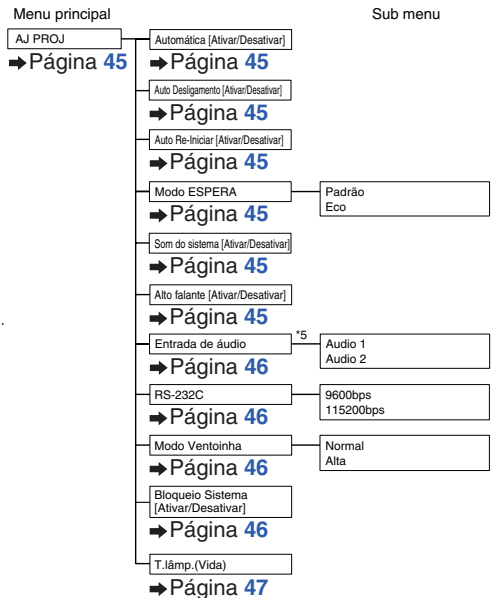 Menu principal
Sub menu
AJ PROJ
➡Página 45
Automática [Ativar/Desativar]
➡Página 45
Auto Desligamento [Ativar/Desativar]
➡Página 45
Auto Re-Iniciar [Ativar/Desativar]
➡Página 45
Modo ESPERA
➡Página 45
Padrão
Eco
Som do sistema [Ativar/Desativar]
➡Página 45
Alto falante [Ativar/Desativar]
➡Página 45
Entrada de áudio
➡Página 46
*5
Audio 1
Audio 2
RS-232C
➡Página 46
9600bps
115200bps
Modo Ventoinha
➡Página 46
Normal
Alta
Bloqueio Sistema
[Ativar/Desativar]
➡Página 46
T.lâmp.(Vida)
➡Página 47